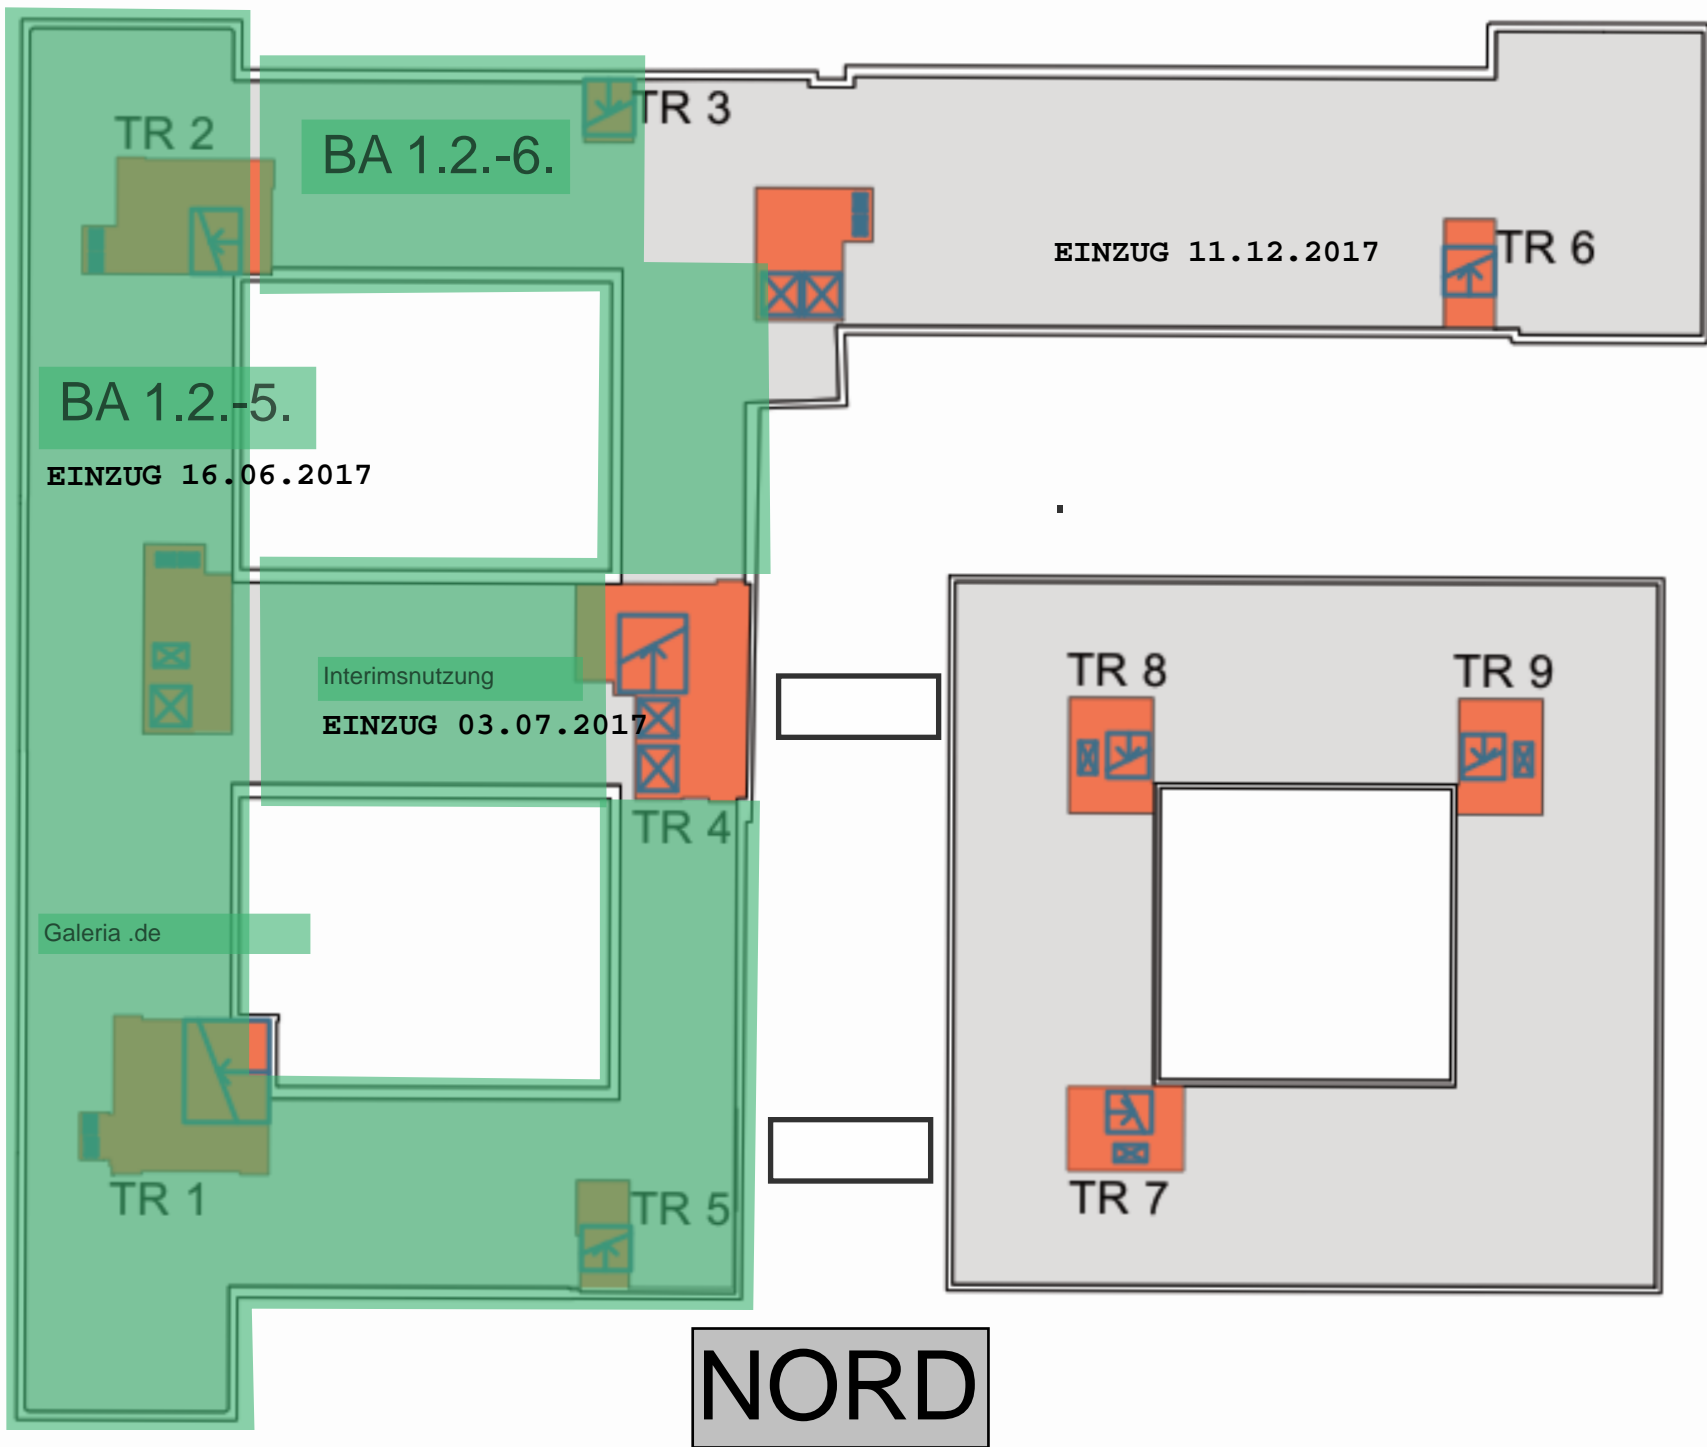 TR 3
TR 2
BA 1.2.-6.
EINZUG 11.12.2017
TR 6
BA 1.2.-5.
EINZUG 16.06.2017
Interimsnutzung
EINZUG 03.07.2017
TR 8
TR 9
TR 4
Galeria .de
TR 1
TR 5
TR 7
NORD